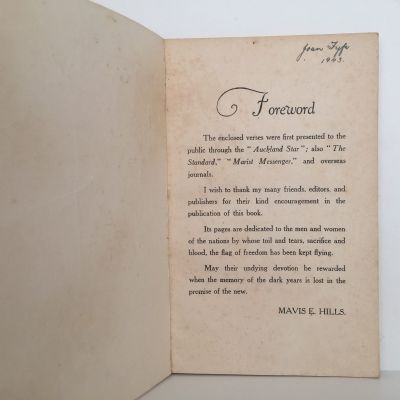 Joan Fyfe
1943.
Foreword
The enclosed verses were first presented to the
public through the "Auckland Star"; also "The
Standard," "Marist Messenger," and overseas
journals.
I wish to thank my many friends, editors, and
publishers for their kind encouragement in the
publication of this book.
Its pages are dedicated to the men and women
of the nations by whose toil and tears, sacrifice and
blood, the flag of freedom has been kept flying.
May their undying devotion be rewarded
when the memory of the dark years is lost in the
promise of the new.
MAVIS E. HILLS.